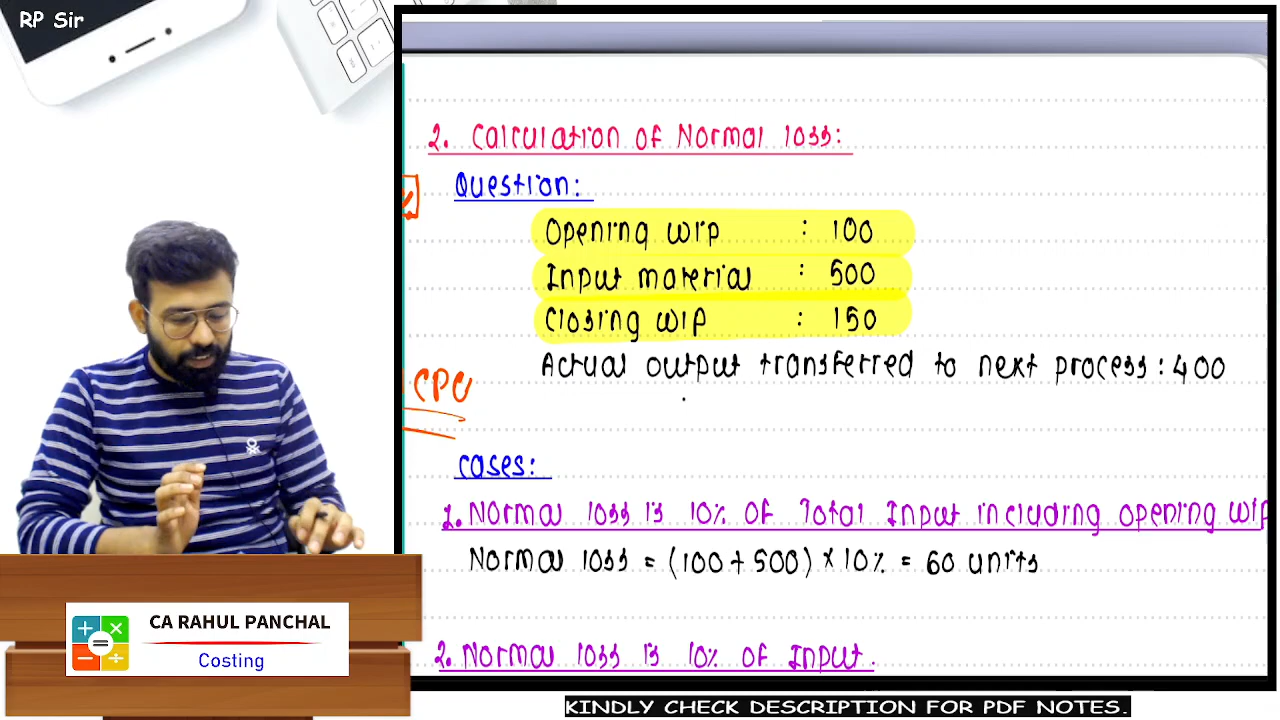 RP Sir
2. Calculation of Normal loss:
Question:
Opening WIP : 100
Input material : 500
Closing WIP : 150
Actual output transferred to next process : 400
CPC
Cases:
1. Normal loss is 10% of Total Input including opening WIP
Normal loss = (100 + 500) × 10% = 60 units
2. Normal loss is 10% of Input.
CA RAHUL PANCHAL
Costing
KINDLY CHECK DESCRIPTION FOR PDF NOTES.